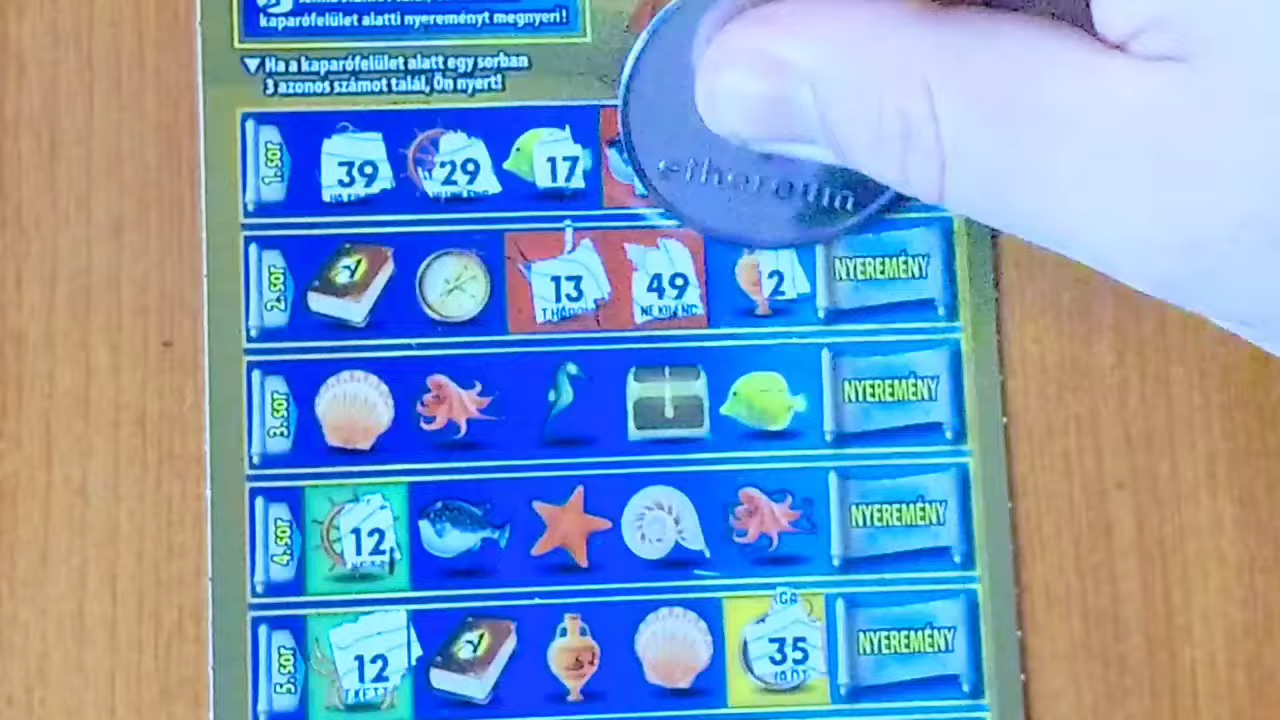 kaparófelület alatti nyereményt megnyeri!
▼ Ha a kaparófelület alatt egy sorban
3 azonos számot talál, Ön nyert!
1. sor 39 29 17
2. sor 13 49 2 NYEREMÉNY
3. sor NYEREMÉNY
4. sor 12 NYEREMÉNY
5. sor 12 35 NYEREMÉNY